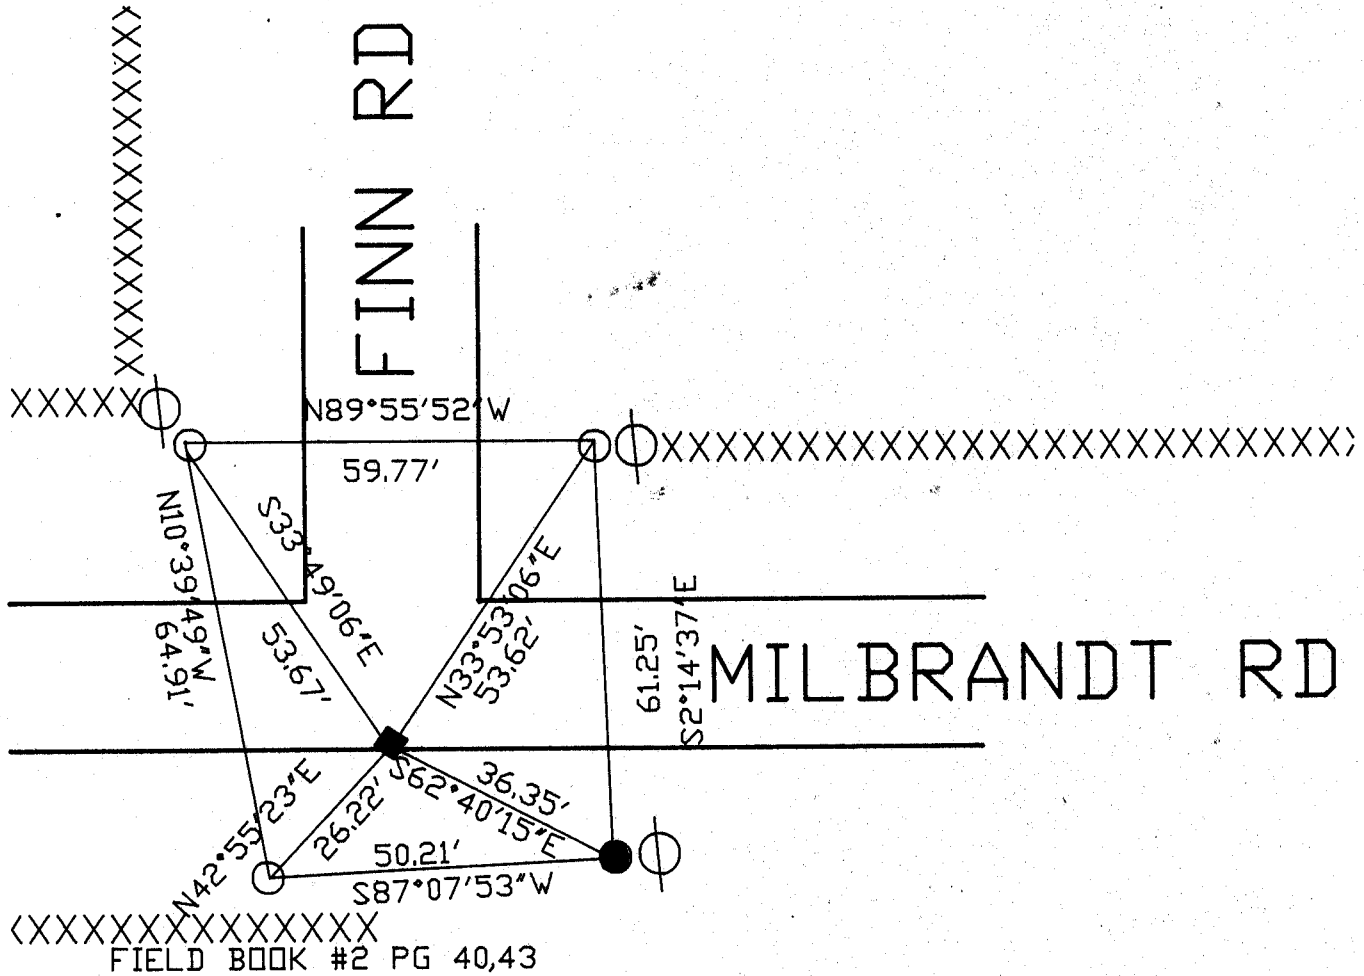 FINN RD
N89°55'52"W
59.77'
N10°39'49"W
64.91'
S33°49'06"E
53.67'
N33°53'06"E
53.62'
61.25'
S2°14'37"E
MILBRANDT RD
N42°55'23"E
26.22'
36.35'
S62°40'15"E
50.21'
S87°07'53"W
FIELD BOOK #2 PG 40,43